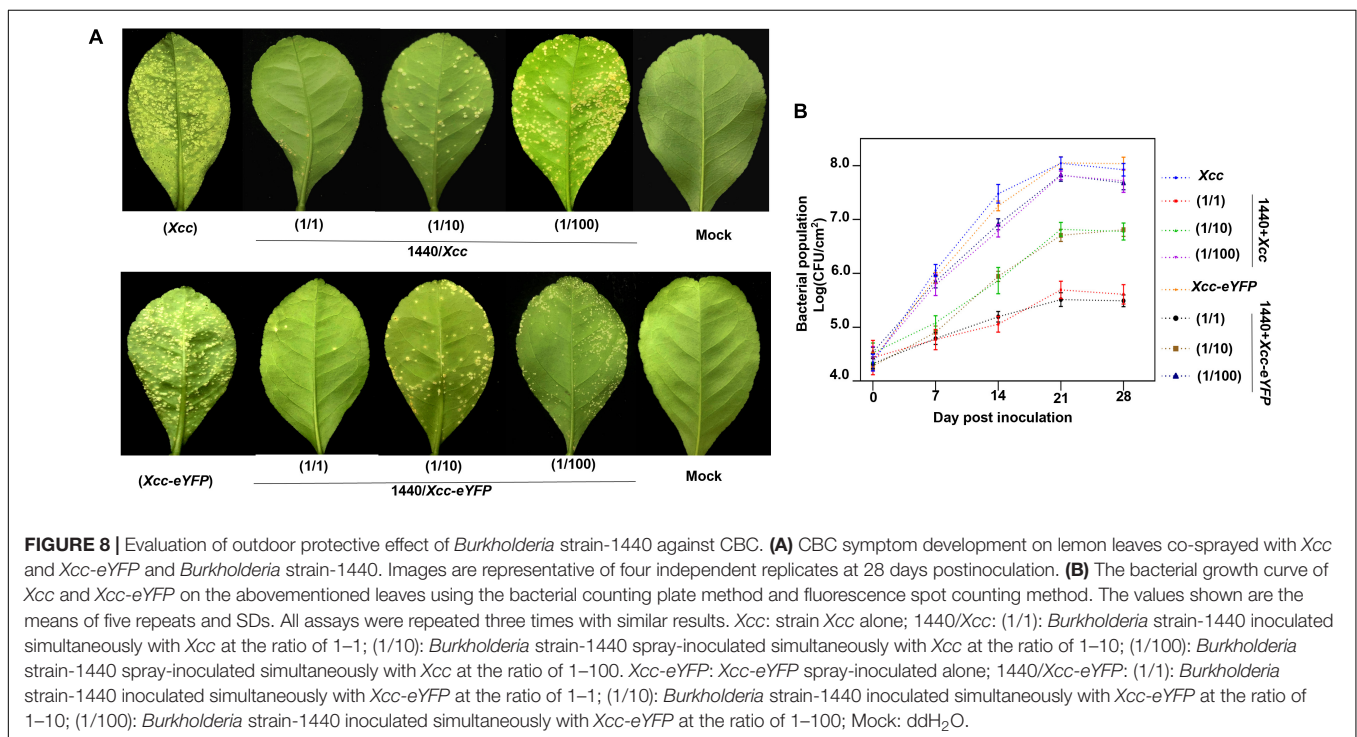 A
(Xcc)
(1/1)
(1/10)
(1/100)
Mock
1440/Xcc
(Xcc-eYFP)
(1/1)
(1/10)
(1/100)
Mock
1440/Xcc-eYFP
B
Bacterial population
Log(CFU/cm²)
8.0
7.0
6.0
5.0
4.0
0
7
14
21
28
Day post inoculation
Xcc
(1/1)
(1/10)
(1/100)
1440+Xcc
Xcc-eYFP
(1/1)
(1/10)
(1/100)
1440+Xcc-eYFP
FIGURE 8 | Evaluation of outdoor protective effect of Burkholderia strain-1440 against CBC. (A) CBC symptom development on lemon leaves co-sprayed with Xcc
and Xcc-eYFP and Burkholderia strain-1440. Images are representative of four independent replicates at 28 days postinoculation. (B) The bacterial growth curve of
Xcc and Xcc-eYFP on the abovementioned leaves using the bacterial counting plate method and fluorescence spot counting method. The values shown are the
means of five repeats and SDs. All assays were repeated three times with similar results. Xcc: strain Xcc alone; 1440/Xcc: (1/1): Burkholderia strain-1440 inoculated
simultaneously with Xcc at the ratio of 1–1; (1/10): Burkholderia strain-1440 spray-inoculated simultaneously with Xcc at the ratio of 1–10; (1/100): Burkholderia
strain-1440 spray-inoculated simultaneously with Xcc at the ratio of 1–100. Xcc-eYFP: Xcc-eYFP spray-inoculated alone; 1440/Xcc-eYFP: (1/1): Burkholderia
strain-1440 inoculated simultaneously with Xcc-eYFP at the ratio of 1–1; (1/10): Burkholderia strain-1440 inoculated simultaneously with Xcc-eYFP at the ratio of
1–10; (1/100): Burkholderia strain-1440 inoculated simultaneously with Xcc-eYFP at the ratio of 1–100; Mock: ddH₂O.